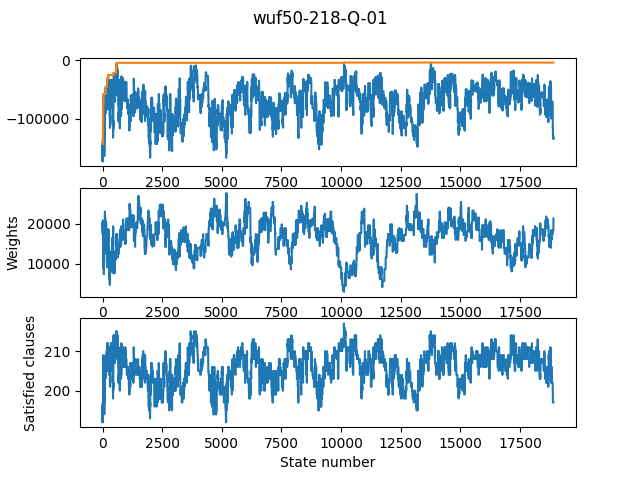 wuf50-218-Q-01
0
−100000
0 2500 5000 7500 10000 12500 15000 17500
Weights
20000
10000
0 2500 5000 7500 10000 12500 15000 17500
Satisfied clauses
210
200
0 2500 5000 7500 10000 12500 15000 17500
State number